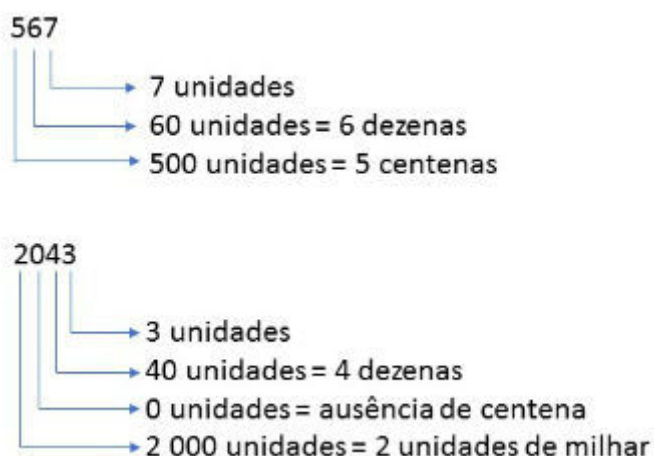 567
7 unidades
60 unidades = 6 dezenas
500 unidades = 5 centenas
2043
3 unidades
40 unidades = 4 dezenas
0 unidades = ausência de centena
2 000 unidades = 2 unidades de milhar